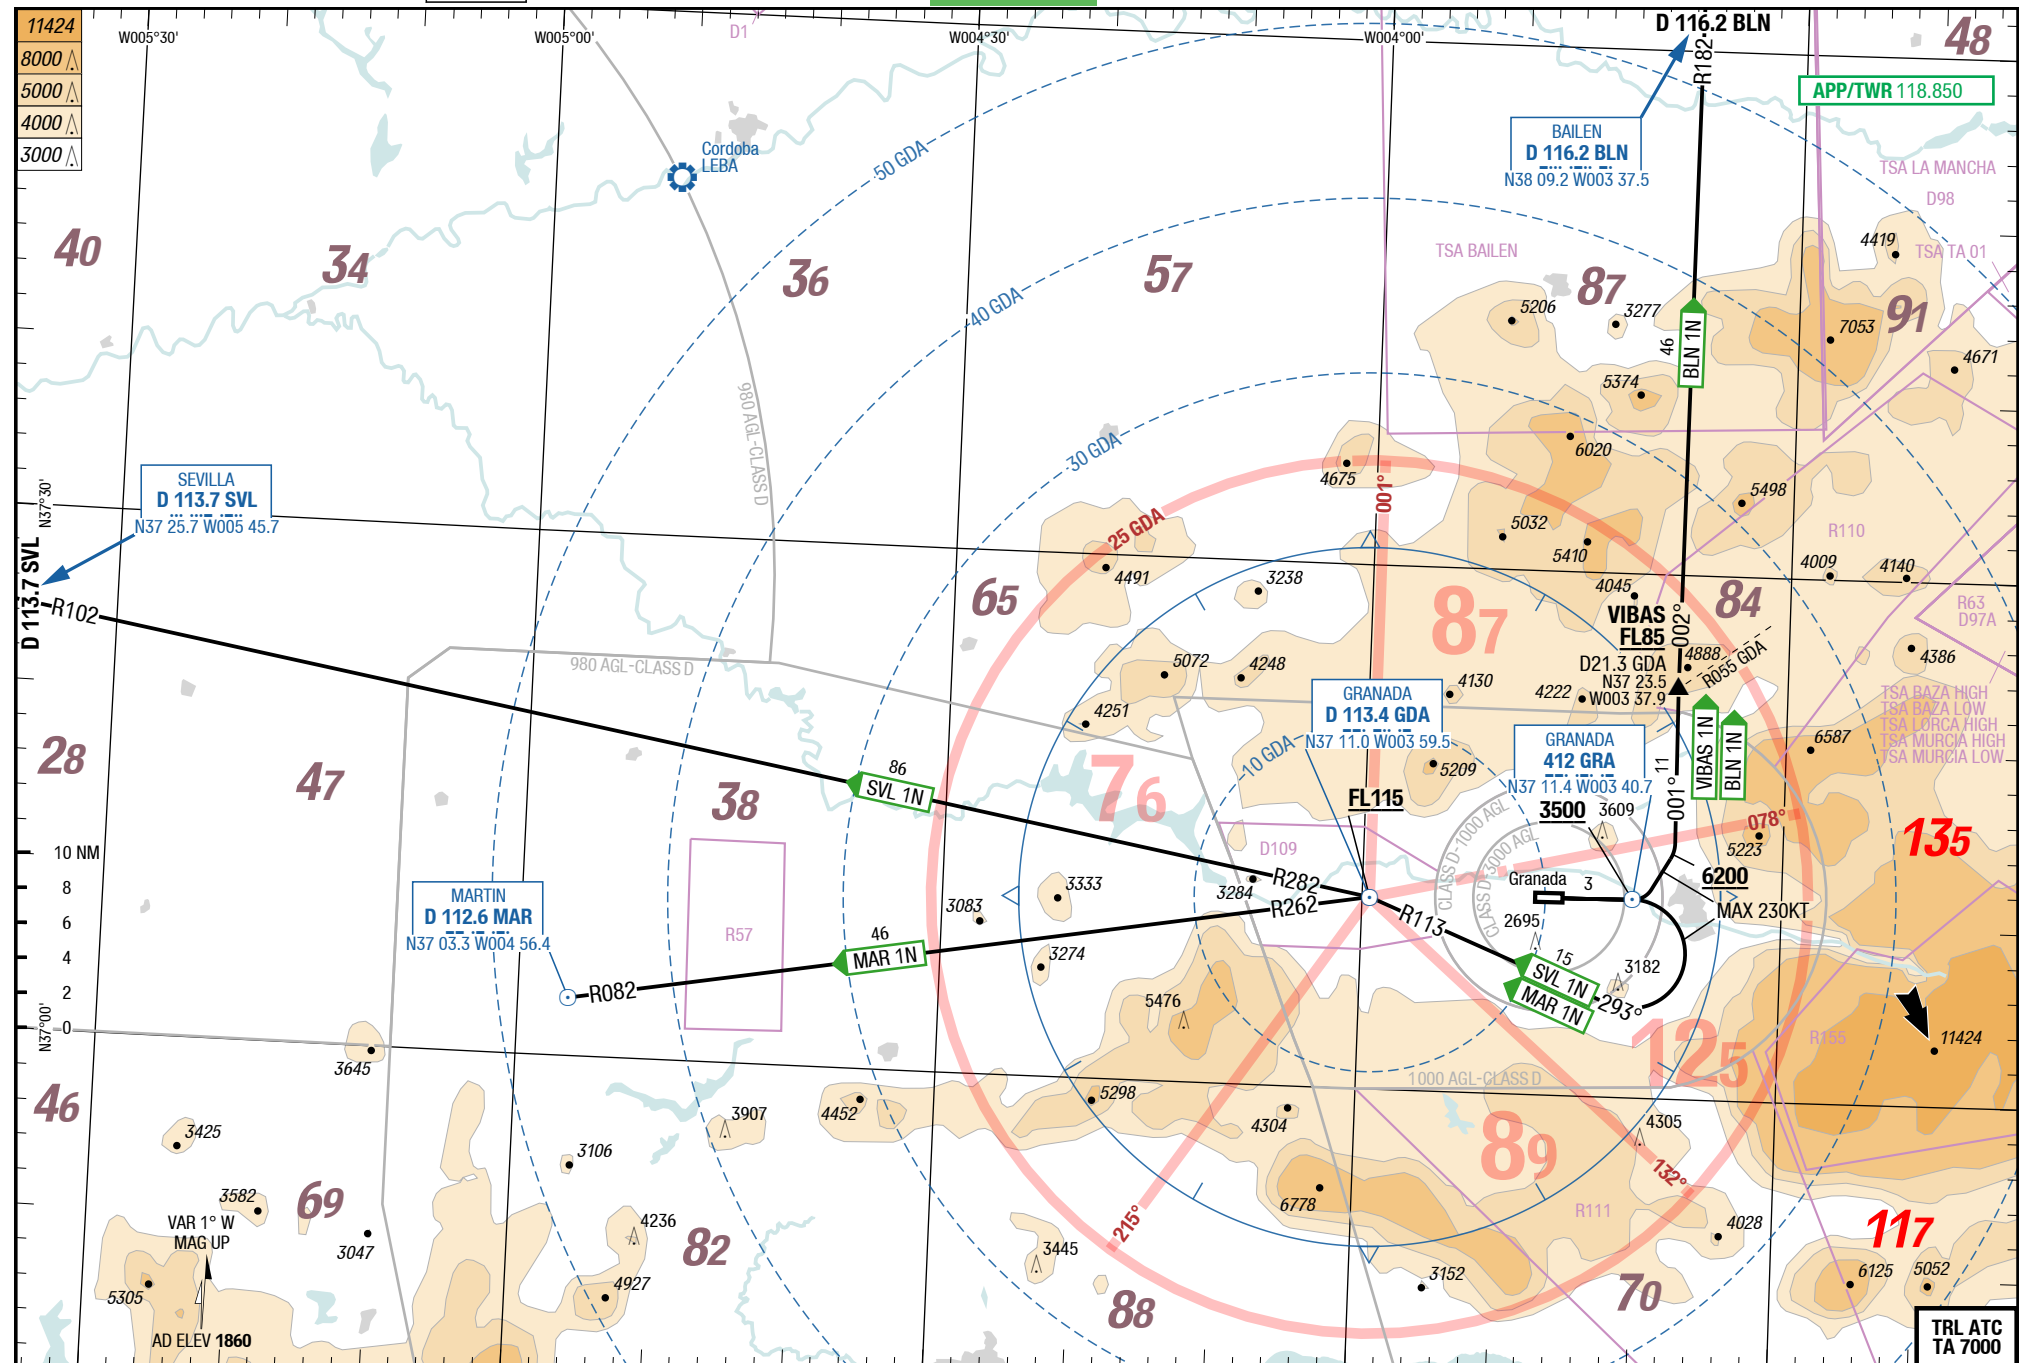 11424
8000
5000
4000
3000
W005°30'
W005°00'
D1
W004°30'
W004°00'
D 116.2 BLN
R182
48
APP/TWR 118.850
BAILEN
D 116.2 BLN
N38 09.2 W003 37.5
Córdoba
LEBA
50 GDA
TSA LA MANCHA
D98
40
34
36
57
TSA BAILEN
87
4419
TSA TA 01
91
40 GDA
5206
3277
7053
46
BLN 1N
4671
5374
980 AGL-CLASS D
30 GDA
6020
4675
001°
5498
SEVILLA
D 113.7 SVL
N37 25.7 W005 45.7
N37°30'
25 GDA
5032
5410
R110
4491
3238
4009
4140
4045
D 113.7 SVL
R102
65
87
84
VIBAS
FL85
002°
R63
D97A
980 AGL-CLASS D
5072
4248
D21.3 GDA
N37 23.5
W003 37.9
4888
R055 GDA
4386
4130
4222
GRANADA
D 113.4 GDA
N37 11.0 W003 59.5
4251
TSA BAZA HIGH
TSA BAZA LOW
TSA LORCA HIGH
TSA MURCIA HIGH
TSA MURCIA LOW
28
47
10 GDA
GRANADA
412 GRA
N37 11.4 W003 40.7
11
001°
VIBAS 1N
BLN 1N
6587
86
SVL 1N
38
76
5209
FL115
3500
3609
CLASS D-1000 AGL
CLASS D-3000 AGL
078°
5223
135
10 NM
8
6
4
2
0
D109
3284
R282
R262
Granada
3
6200
MAX 230KT
MARTIN
D 112.6 MAR
N37 03.3 W004 56.4
R57
3083
3333
R113
2695
46
MAR 1N
3274
15
SVL 1N
MAR 1N
3182
293°
R082
5476
N37°00'
125
R155
11424
3645
1000 AGL-CLASS D
46
3425
3907
4452
5298
4304
89
4305
3106
132°
3582
69
VAR 1° W
MAG UP
3047
4236
82
215°
6778
R111
4028
117
3445
5305
4927
88
3152
70
6125
5052
AD ELEV 1860
TRL ATC
TA 7000